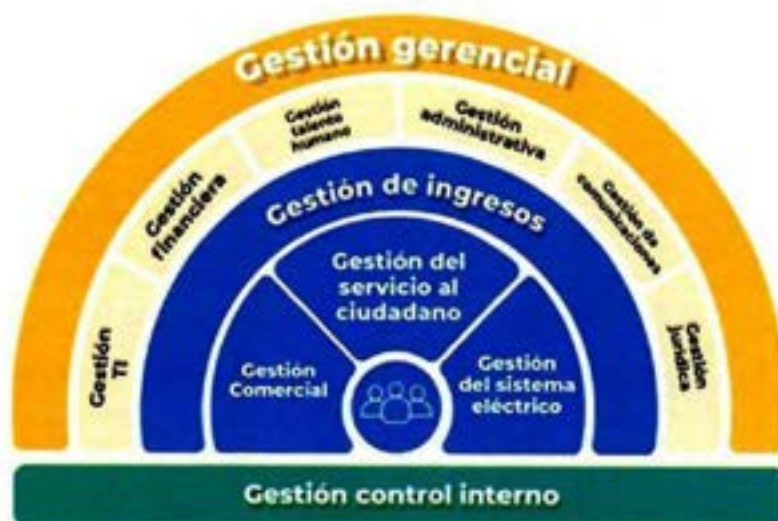 Gestión gerencial
Gestión
TI
Gestión
financiera
Gestión
talento
humano
Gestión
administrativa
Gestión de
comunicaciones
Gestión
jurídica
Gestión de ingresos
Gestión del
servicio al
ciudadano
Gestión
Comercial
Gestión
del sistema
eléctrico
Gestión control interno